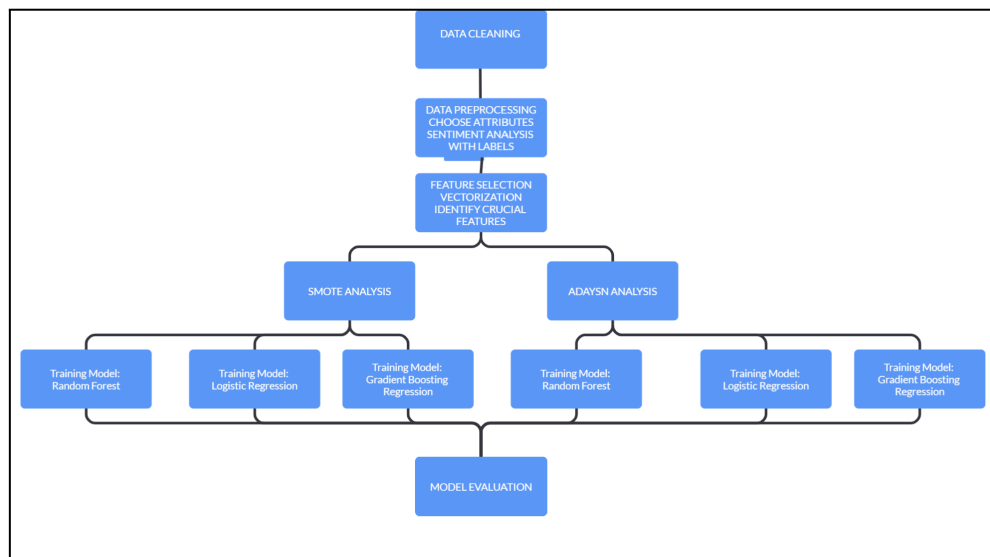 DATA CLEANING
DATA PREPROCESSING
CHOOSE ATTRIBUTES
SENTIMENT ANALYSIS
WITH LABELS
FEATURE SELECTION
VECTORIZATION
IDENTIFY CRUCIAL
FEATURES
SMOTE ANALYSIS
ADAYSN ANALYSIS
Training Model:
Random Forest
Training Model:
Logistic Regression
Training Model:
Gradient Boosting
Regression
Training Model:
Random Forest
Training Model:
Logistic Regression
Training Model:
Gradient Boosting
Regression
MODEL EVALUATION